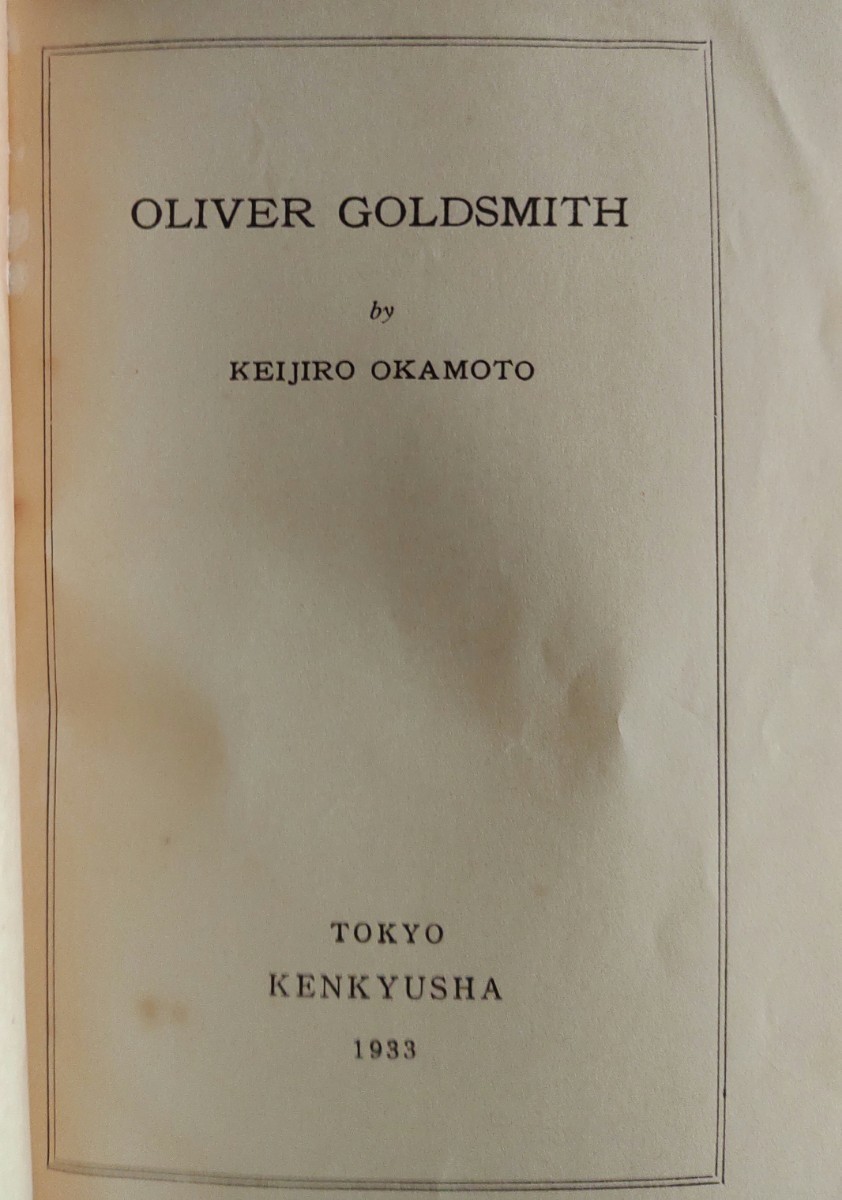 OLIVER GOLDSMITH
by
KEIJIRO OKAMOTO
TOKYO
KENKYUSHA
1933